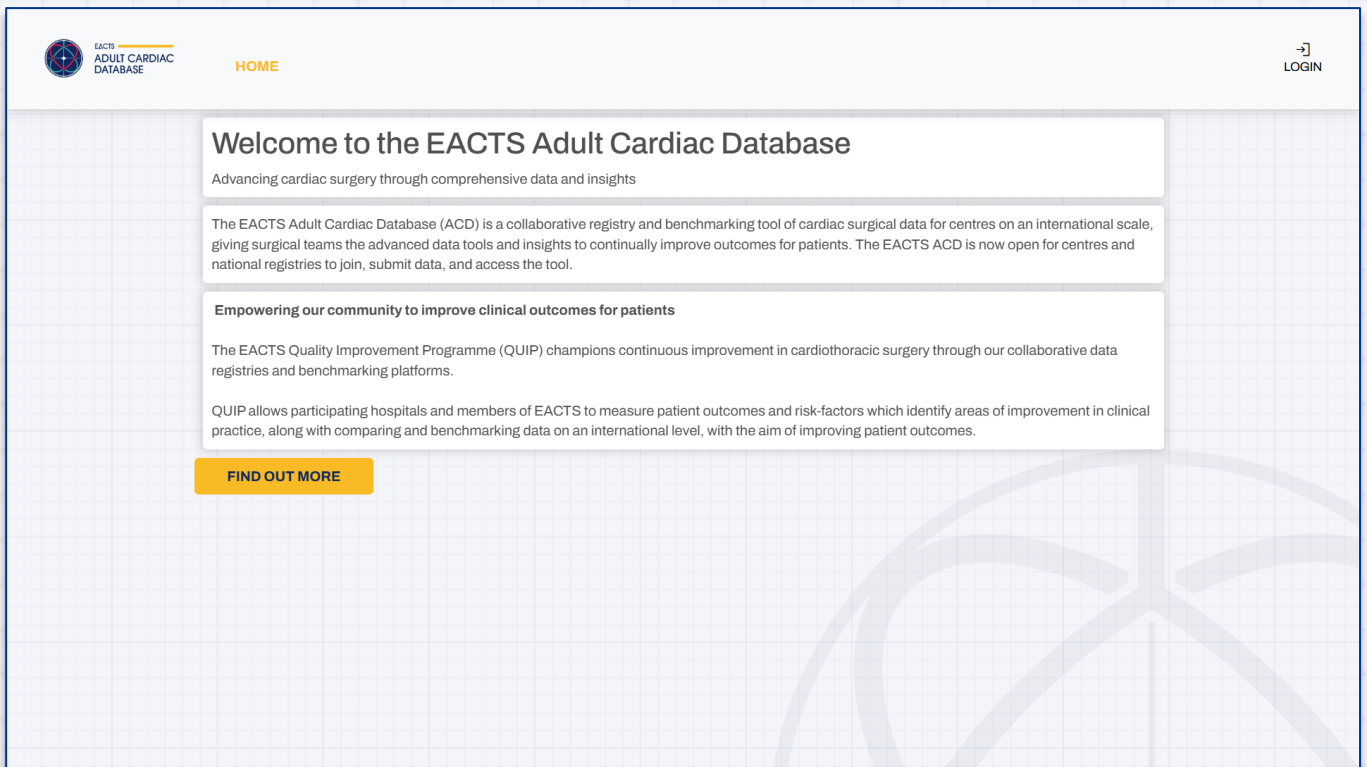 EACTS
ADULT CARDIAC
DATABASE
HOME
LOGIN
Welcome to the EACTS Adult Cardiac Database
Advancing cardiac surgery through comprehensive data and insights
The EACTS Adult Cardiac Database (ACD) is a collaborative registry and benchmarking tool of cardiac surgical data for centres on an international scale,
giving surgical teams the advanced data tools and insights to continually improve outcomes for patients. The EACTS ACD is now open for centres and
national registries to join, submit data, and access the tool.
Empowering our community to improve clinical outcomes for patients
The EACTS Quality Improvement Programme (QUIP) champions continuous improvement in cardiothoracic surgery through our collaborative data
registries and benchmarking platforms.
QUIP allows participating hospitals and members of EACTS to measure patient outcomes and risk-factors which identify areas of improvement in clinical
practice, along with comparing and benchmarking data on an international level, with the aim of improving patient outcomes.
FIND OUT MORE